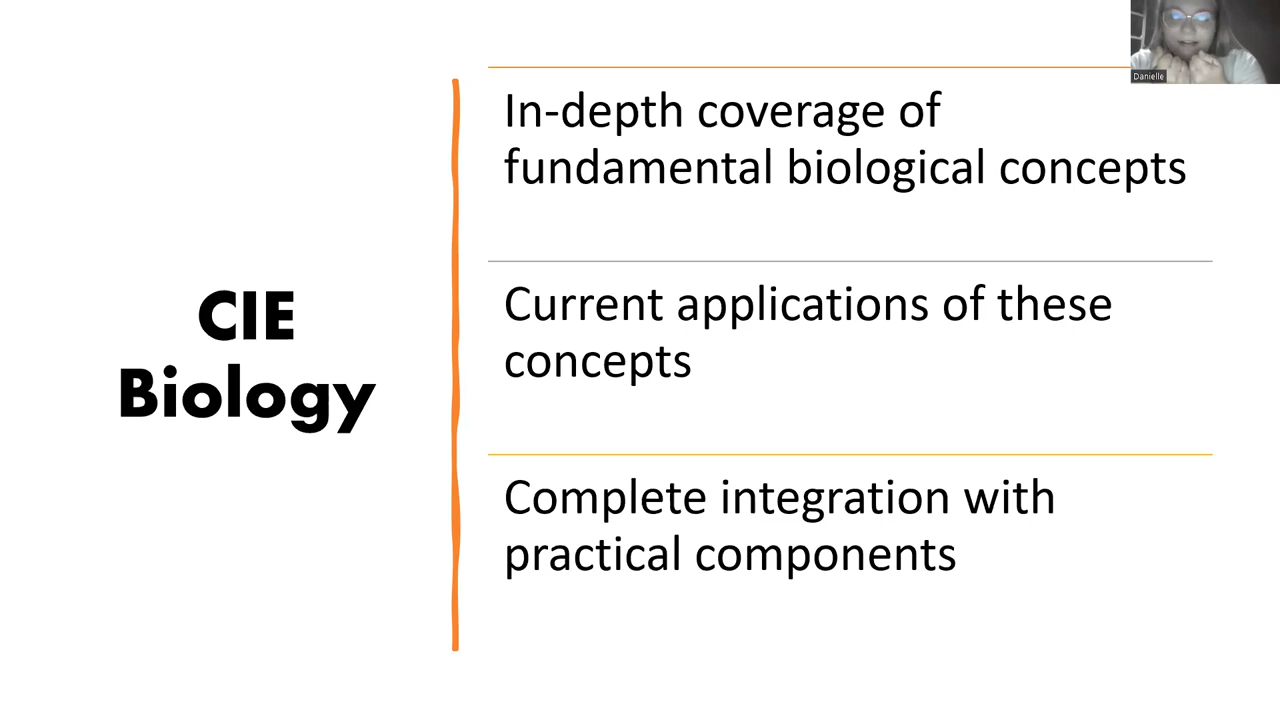 Danielle
In-depth coverage of
fundamental biological concepts
CIE
Biology
Current applications of these
concepts
Complete integration with
practical components